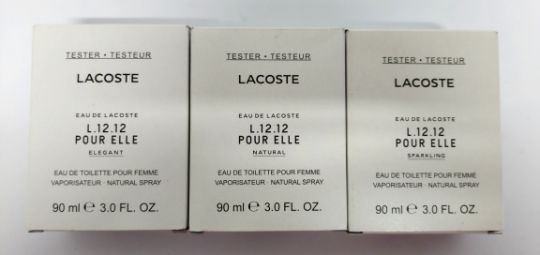 TESTER • TESTEUR
LACOSTE
EAU DE LACOSTE
L.12.12
POUR ELLE
ELEGANT
EAU DE TOILETTE POUR FEMME
VAPORISATEUR · NATURAL SPRAY
90 ml ℮ 3.0 FL. OZ.
TESTER • TESTEUR
LACOSTE
EAU DE LACOSTE
L.12.12
POUR ELLE
NATURAL
EAU DE TOILETTE POUR FEMME
VAPORISATEUR · NATURAL SPRAY
90 ml ℮ 3.0 FL. OZ.
TESTER • TESTEUR
LACOSTE
EAU DE LACOSTE
L.12.12
POUR ELLE
SPARKLING
EAU DE TOILETTE POUR FEMME
VAPORISATEUR · NATURAL SPRAY
90 ml ℮ 3.0 FL. OZ.